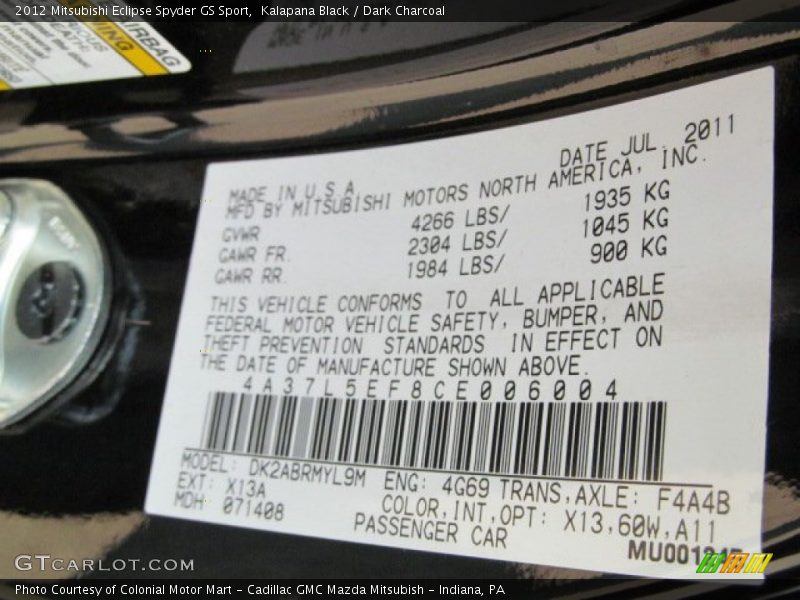 2012 Mitsubishi Eclipse Spyder GS Sport,  Kalapana Black / Dark Charcoal
AIRBAG
DATE JUL. 2011
MADE IN U.S.A.
MFD BY MITSUBISHI MOTORS NORTH AMERICA, INC.
GVWR 4266 LBS/ 1935 KG
GAWR FR. 2304 LBS/ 1045 KG
GAWR RR. 1984 LBS/ 900 KG
THIS VEHICLE CONFORMS TO ALL APPLICABLE
FEDERAL MOTOR VEHICLE SAFETY, BUMPER, AND
THEFT PREVENTION STANDARDS IN EFFECT ON
THE DATE OF MANUFACTURE SHOWN ABOVE.
4A37L5EF8CE006004
MODEL: DK2ABRMYL9M ENG: 4G69 TRANS,AXLE: F4A4B
EXT: X13A COLOR,INT,OPT: X13,60W,A11
MDH 071408 PASSENGER CAR
GTCARLOT.COM
Photo Courtesy of Colonial Motor Mart - Cadillac GMC Mazda Mitsubish - Indiana, PA